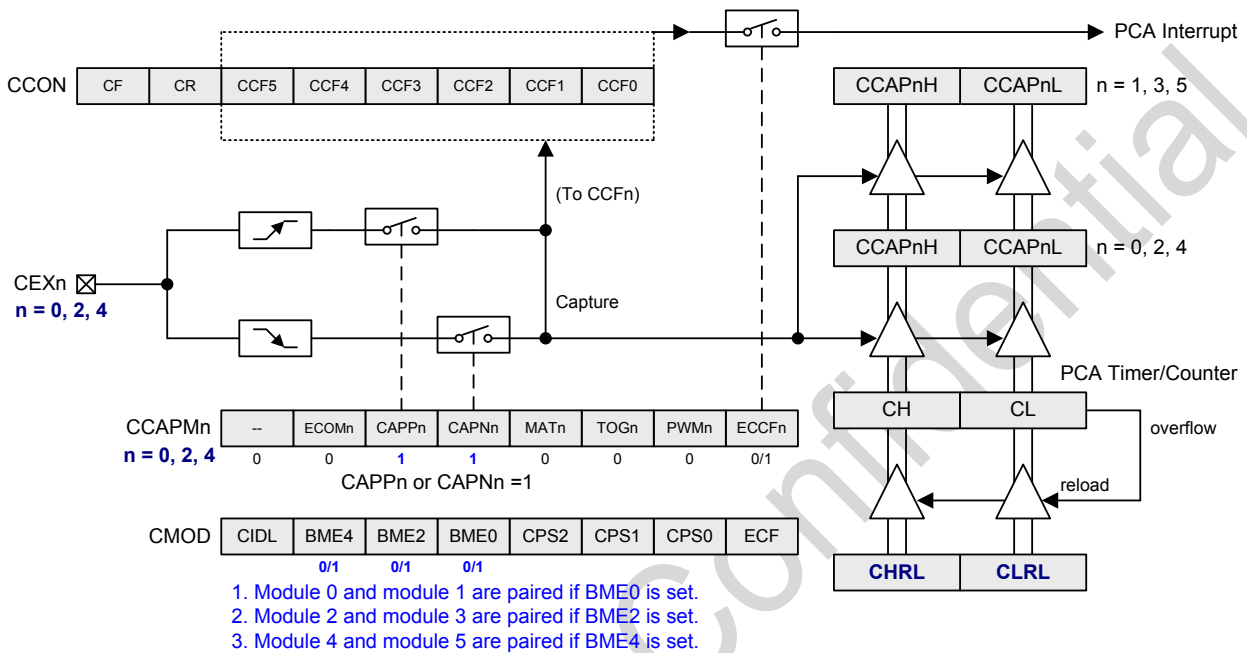 PCA Interrupt
CCON CF CR CCF5 CCF4 CCF3 CCF2 CCF1 CCF0
CCAPnH CCAPnL n = 1, 3, 5
(To CCFn)
CCAPnH CCAPnL n = 0, 2, 4
CEXn
n = 0, 2, 4
Capture
PCA Timer/Counter
CH CL
overflow
CCAPMn -- ECOMn CAPPn CAPNn MATn TOGn PWMn ECCFn
n = 0, 2, 4 0 0 1 1 0 0 0 0/1
CAPPn or CAPNn =1
reload
CMOD CIDL BME4 BME2 BME0 CPS2 CPS1 CPS0 ECF
0/1 0/1 0/1
CHRL CLRL
1. Module 0 and module 1 are paired if BME0 is set.
2. Module 2 and module 3 are paired if BME2 is set.
3. Module 4 and module 5 are paired if BME4 is set.
Confidential